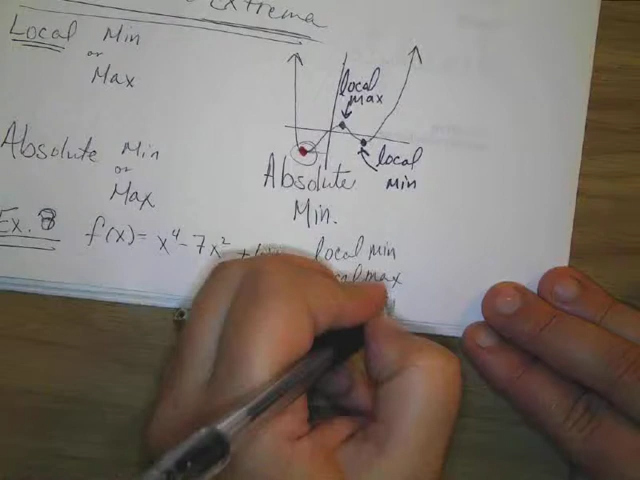 Extrema
Local Min
or
Max
local
max
Absolute Min
or
Max
local
min
Absolute
Min.
Ex. 8 f(x)= x⁴- 7x² +
local min
max